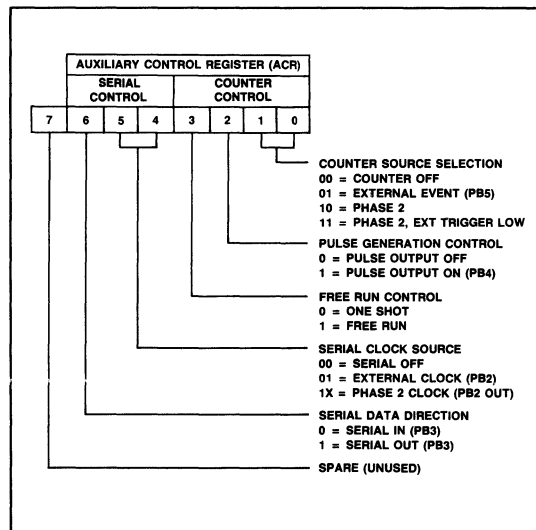 AUXILIARY CONTROL REGISTER (ACR)
SERIAL CONTROL
COUNTER CONTROL
7 6 5 4 3 2 1 0
COUNTER SOURCE SELECTION
00 = COUNTER OFF
01 = EXTERNAL EVENT (PB5)
10 = PHASE 2
11 = PHASE 2, EXT TRIGGER LOW
PULSE GENERATION CONTROL
0 = PULSE OUTPUT OFF
1 = PULSE OUTPUT ON (PB4)
FREE RUN CONTROL
0 = ONE SHOT
1 = FREE RUN
SERIAL CLOCK SOURCE
00 = SERIAL OFF
01 = EXTERNAL CLOCK (PB2)
1X = PHASE 2 CLOCK (PB2 OUT)
SERIAL DATA DIRECTION
0 = SERIAL IN (PB3)
1 = SERIAL OUT (PB3)
SPARE (UNUSED)